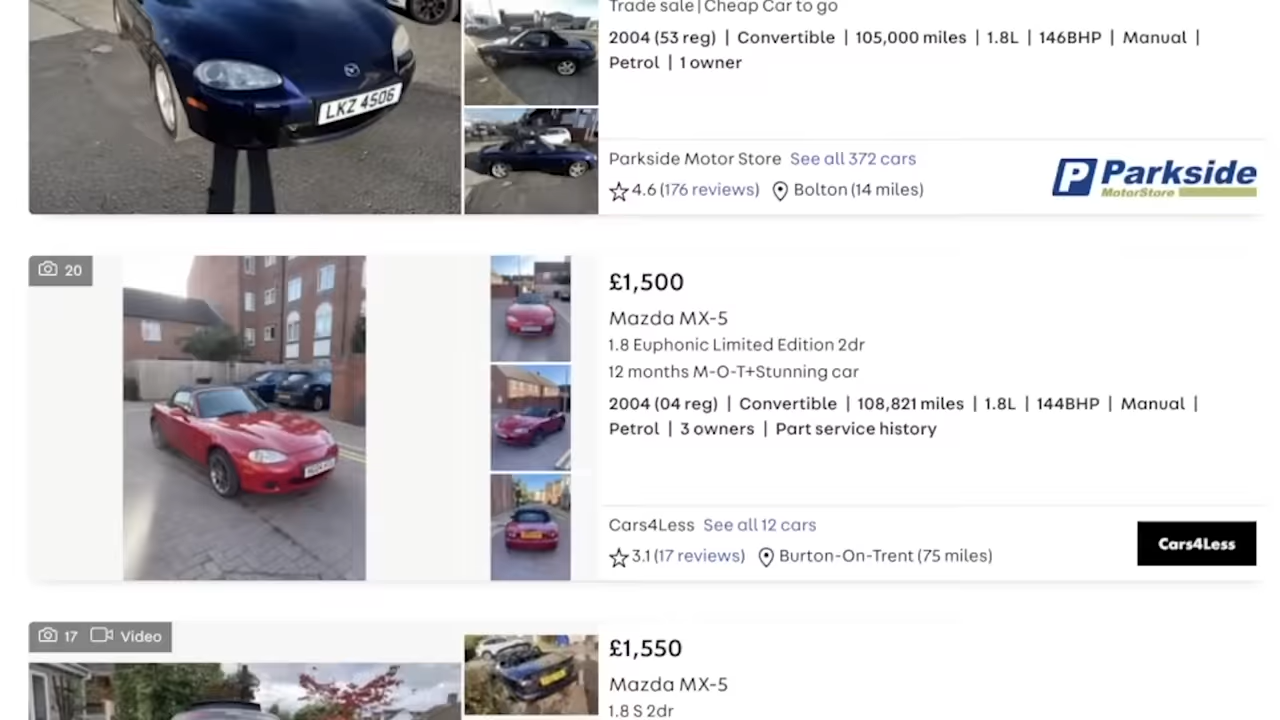 Trade sale | Cheap Car to go
2004 (53 reg) | Convertible | 105,000 miles | 1.8L | 146BHP | Manual |
Petrol | 1 owner
LKZ 4506
Parkside Motor Store See all 372 cars
4.6 (176 reviews) Bolton (14 miles)
P Parkside
MotorStore
20
£1,500
Mazda MX-5
1.8 Euphonic Limited Edition 2dr
12 months M-O-T+Stunning car
2004 (04 reg) | Convertible | 108,821 miles | 1.8L | 144BHP | Manual |
Petrol | 3 owners | Part service history
Cars4Less See all 12 cars
3.1 (17 reviews) Burton-On-Trent (75 miles)
Cars4Less
17 Video
£1,550
Mazda MX-5
1.8 S 2dr